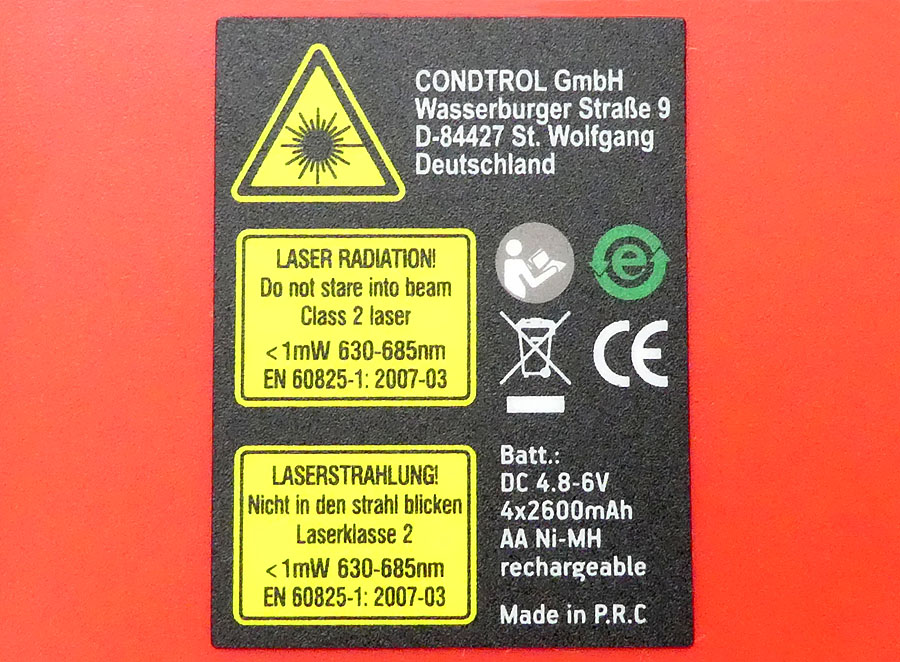 CONDTROL GmbH
Wasserburger Straße 9
D-84427 St. Wolfgang
Deutschland
LASER RADIATION!
Do not stare into beam
Class 2 laser
<1mW 630-685nm
EN 60825-1: 2007-03
e
CE
LASERSTRAHLUNG!
Nicht in den strahl blicken
Laserklasse 2
<1mW 630-685nm
EN 60825-1: 2007-03
Batt.:
DC 4.8-6V
4x2600mAh
AA Ni-MH
rechargeable
Made in P.R.C